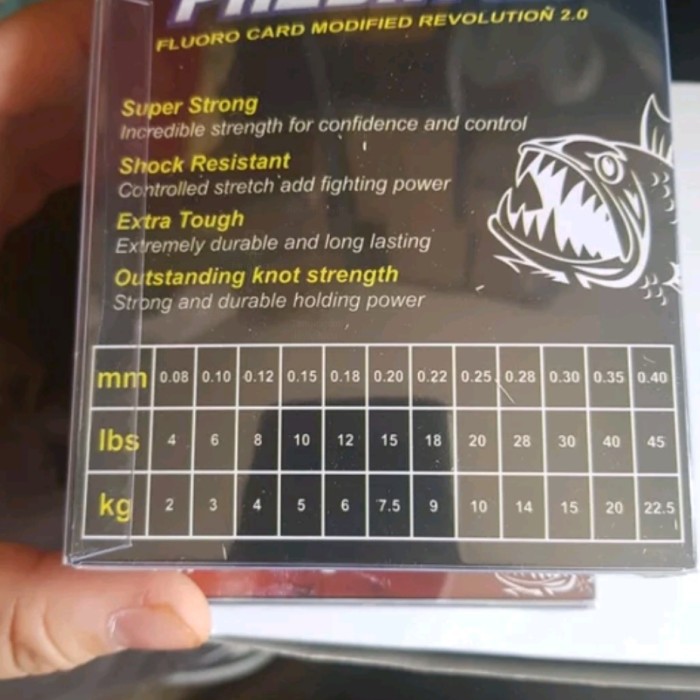 FLUORO CARD MODIFIED REVOLUTION 2.0
Super Strong
Incredible strength for confidence and control
Shock Resistant
Controlled stretch add fighting power
Extra Tough
Extremely durable and long lasting
Outstanding knot strength
Strong and durable holding power
mm 0.08 0.10 0.12 0.15 0.18 0.20 0.22 0.25 0.28 0.30 0.35 0.40
lbs 4 6 8 10 12 15 18 20 28 30 40 45
kg 2 3 4 5 6 7.5 9 10 14 15 20 22.5